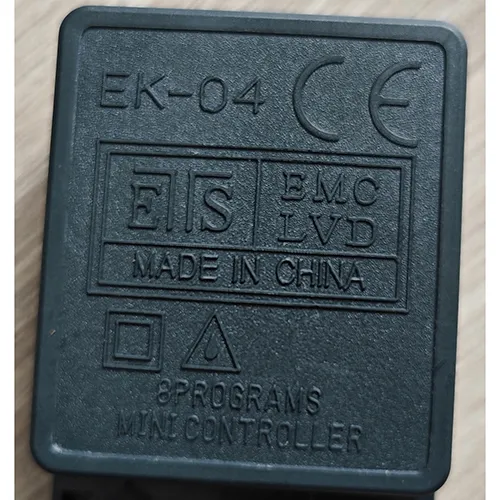 EK-04 CE
ETS EMC
LVD
MADE IN CHINA
8PROGRAMS
MINI CONTROLLER